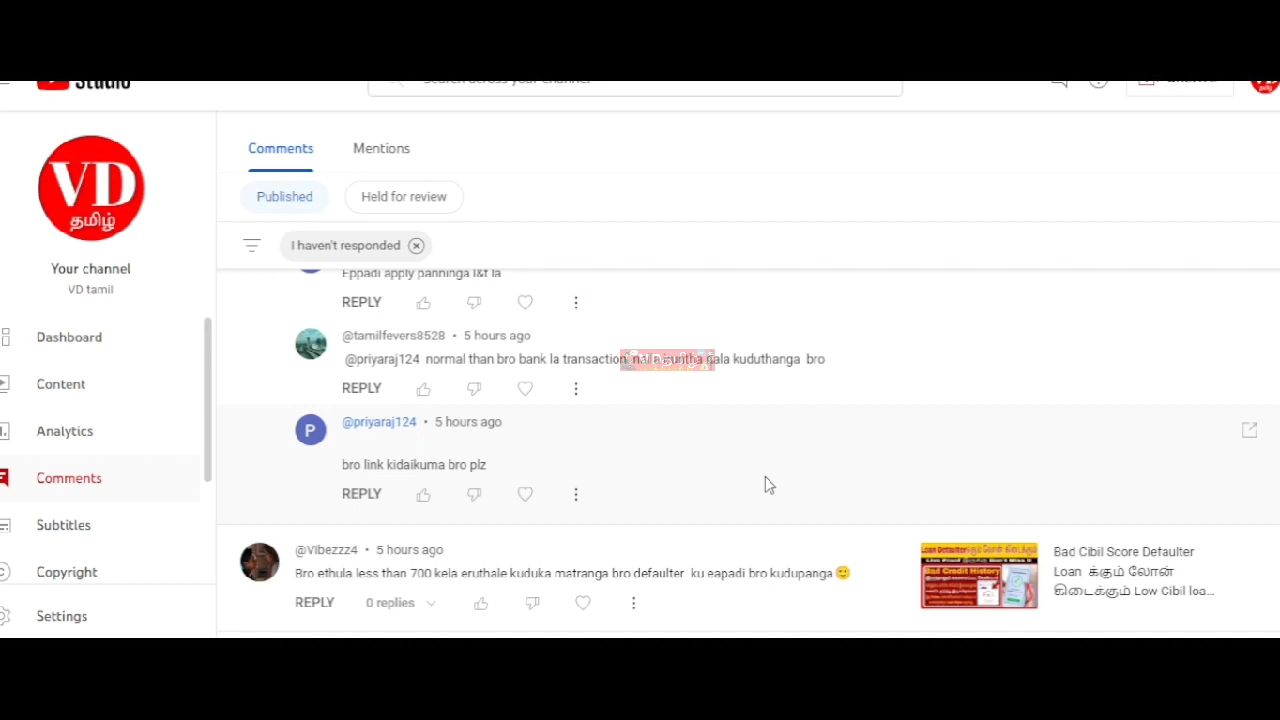 Studio
Search across your channel
VD
தமிழ்
Your channel
VD tamil
Dashboard
Content
Analytics
Comments
Subtitles
Copyright
Settings
Comments
Mentions
Published
Held for review
I haven't responded
Eppadi apply panninga l&t la
REPLY
@tamilfevers8528 • 5 hours ago
@priyaraj124 normal than bro bank la transaction kuduthanga bro
REPLY
P
@priyaraj124 • 5 hours ago
bro link kidaikuma bro plz
REPLY
@Vibezzz4 • 5 hours ago
Bro ethula less than 700 kela eruthale kuduka matranga bro defaulter ku eapadi bro kudupanga
REPLY
0 replies
Bad Credit History
Bad Cibil Score Defaulter
Loan க்கும் லோன்
கிடைக்கும் Low Cibil loa...